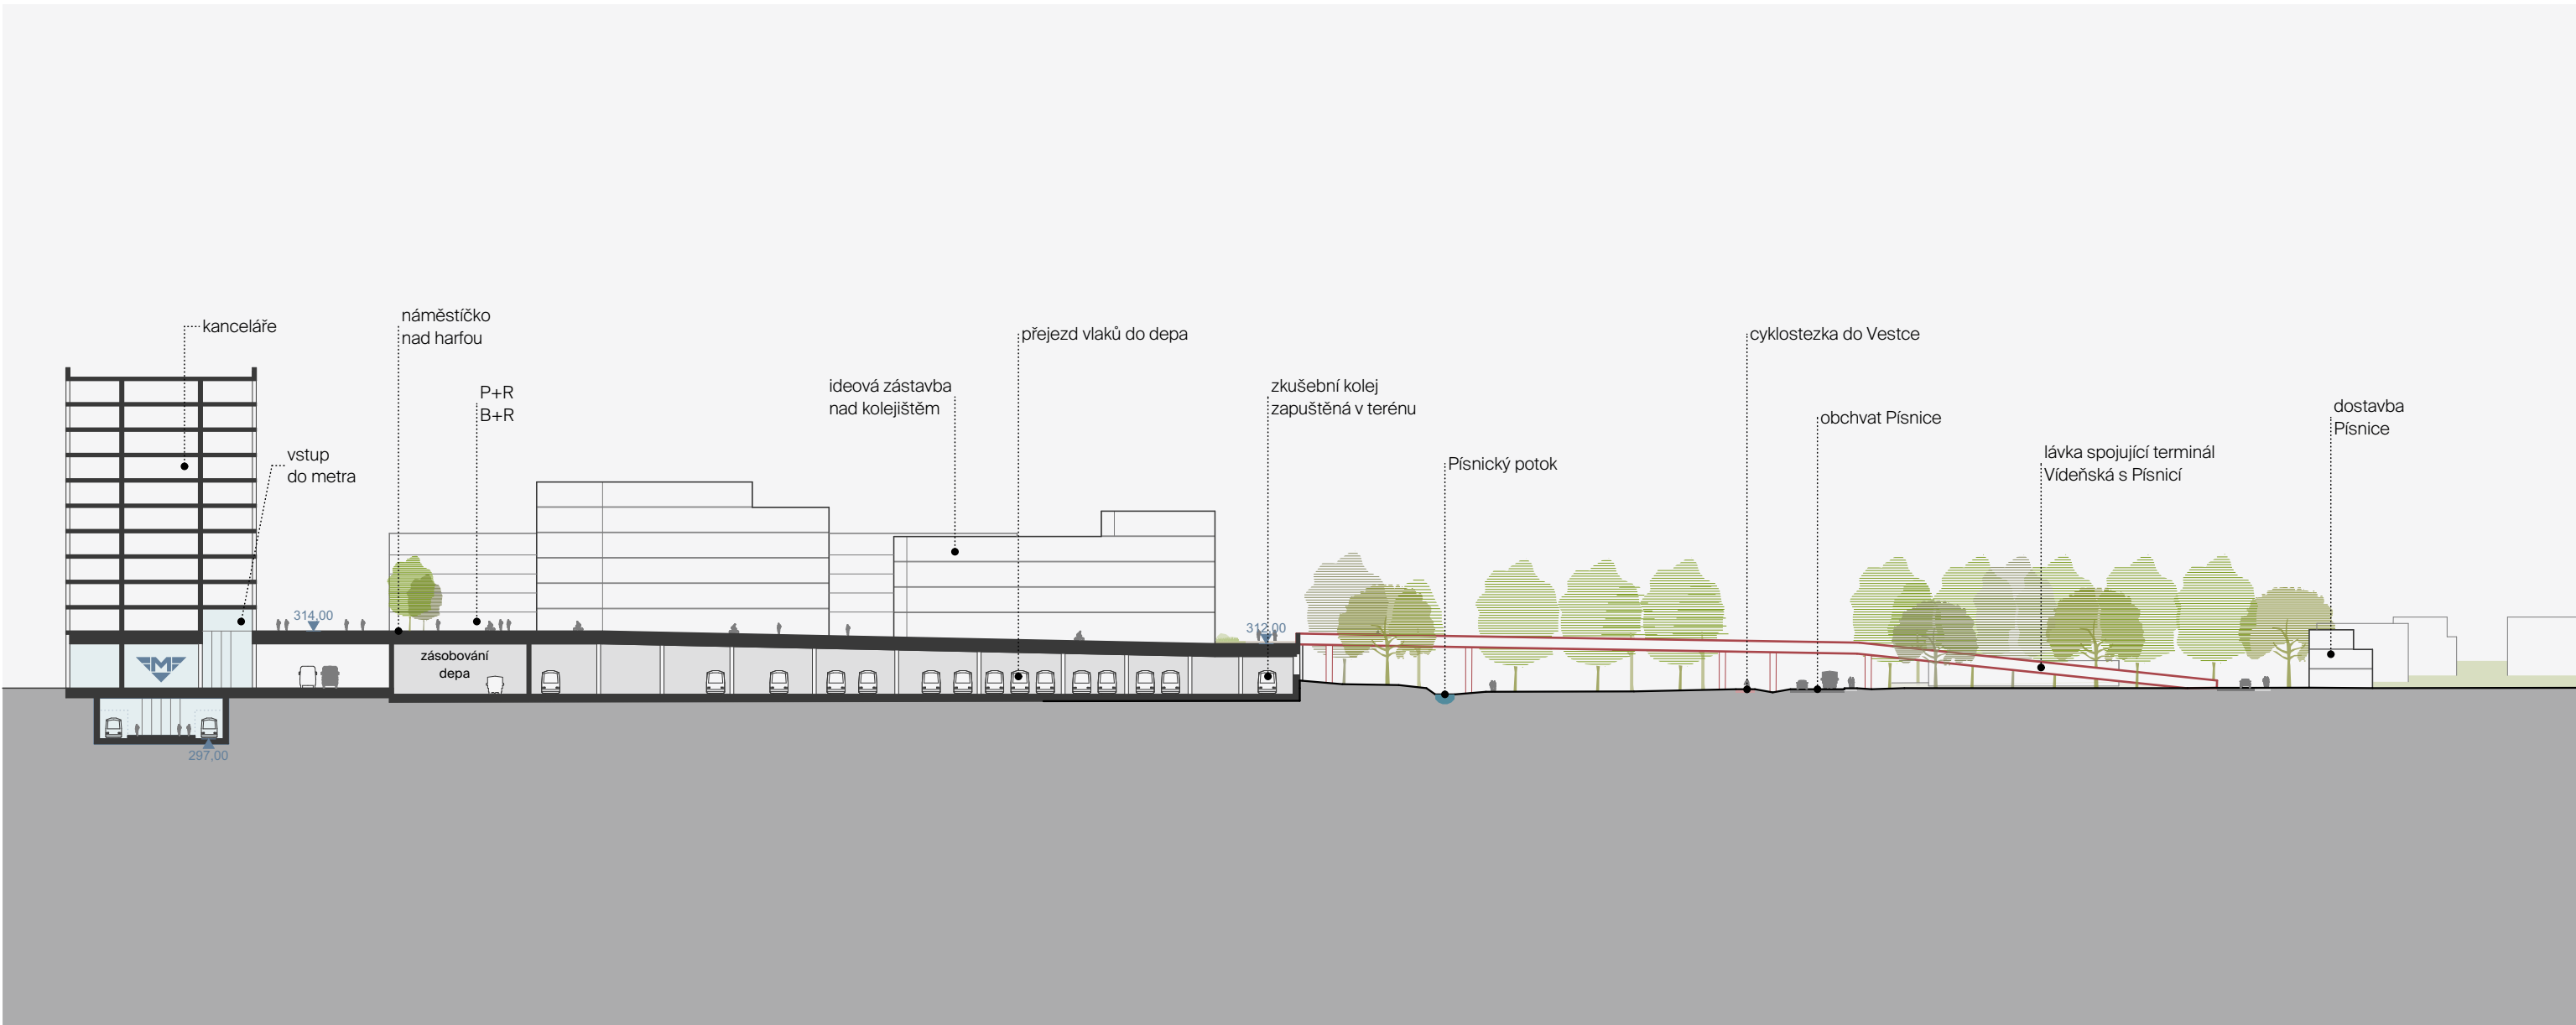 kanceláře
vstup
do metra
náměstíčko
nad harfou
P+R
B+R
ideová zástavba
nad kolejištěm
přejezd vlaků do depa
zkušební kolej
zapuštěná v terénu
Písnický potok
cyklostezka do Vestce
obchvat Písnice
lávka spojující terminál
Vídeňská s Písnicí
dostavba
Písnice
314,00
312,00
zásobování
depa
M
297,00